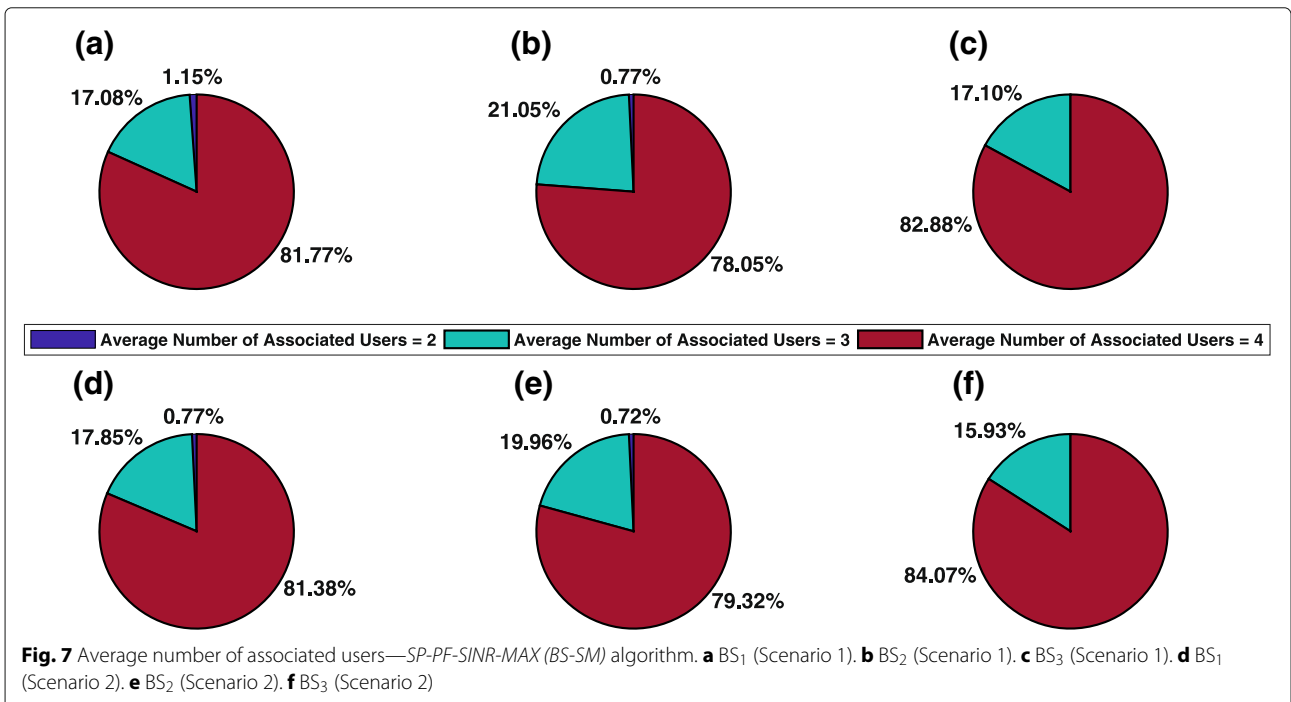 (a)
(b)
(c)
1.15%
0.77%
17.08%
21.05%
17.10%
81.77%
78.05%
82.88%
Average Number of Associated Users = 2 Average Number of Associated Users = 3 Average Number of Associated Users = 4
(d)
(e)
(f)
0.77%
0.72%
17.85%
19.96%
15.93%
81.38%
79.32%
84.07%
Fig. 7 Average number of associated users—SP-PF-SINR-MAX (BS-SM) algorithm. a BS1 (Scenario 1). b BS2 (Scenario 1). c BS3 (Scenario 1). d BS1
(Scenario 2). e BS2 (Scenario 2). f BS3 (Scenario 2)